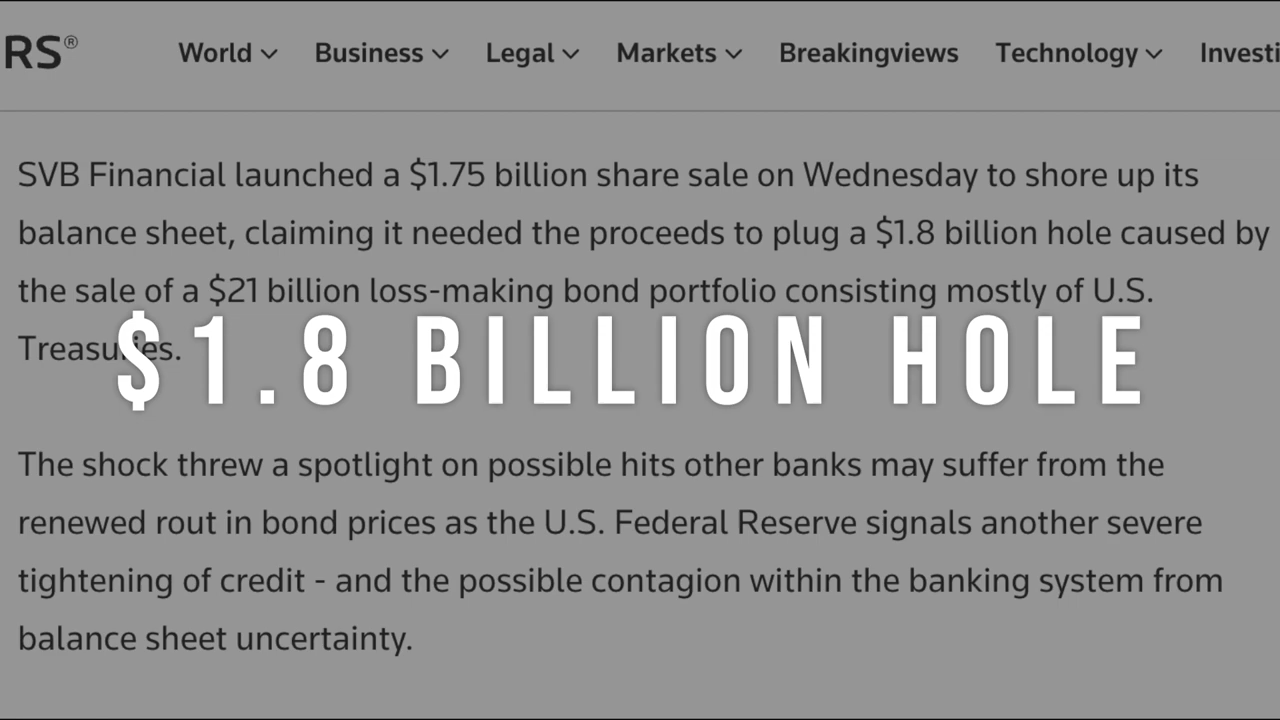 RS®
World Business Legal Markets Breakingviews Technology Investi
SVB Financial launched a $1.75 billion share sale on Wednesday to shore up its
balance sheet, claiming it needed the proceeds to plug a $1.8 billion hole caused by
the sale of a $21 billion loss-making bond portfolio consisting mostly of U.S.
Treasuries.
$1.8 BILLION HOLE
The shock threw a spotlight on possible hits other banks may suffer from the
renewed rout in bond prices as the U.S. Federal Reserve signals another severe
tightening of credit - and the possible contagion within the banking system from
balance sheet uncertainty.